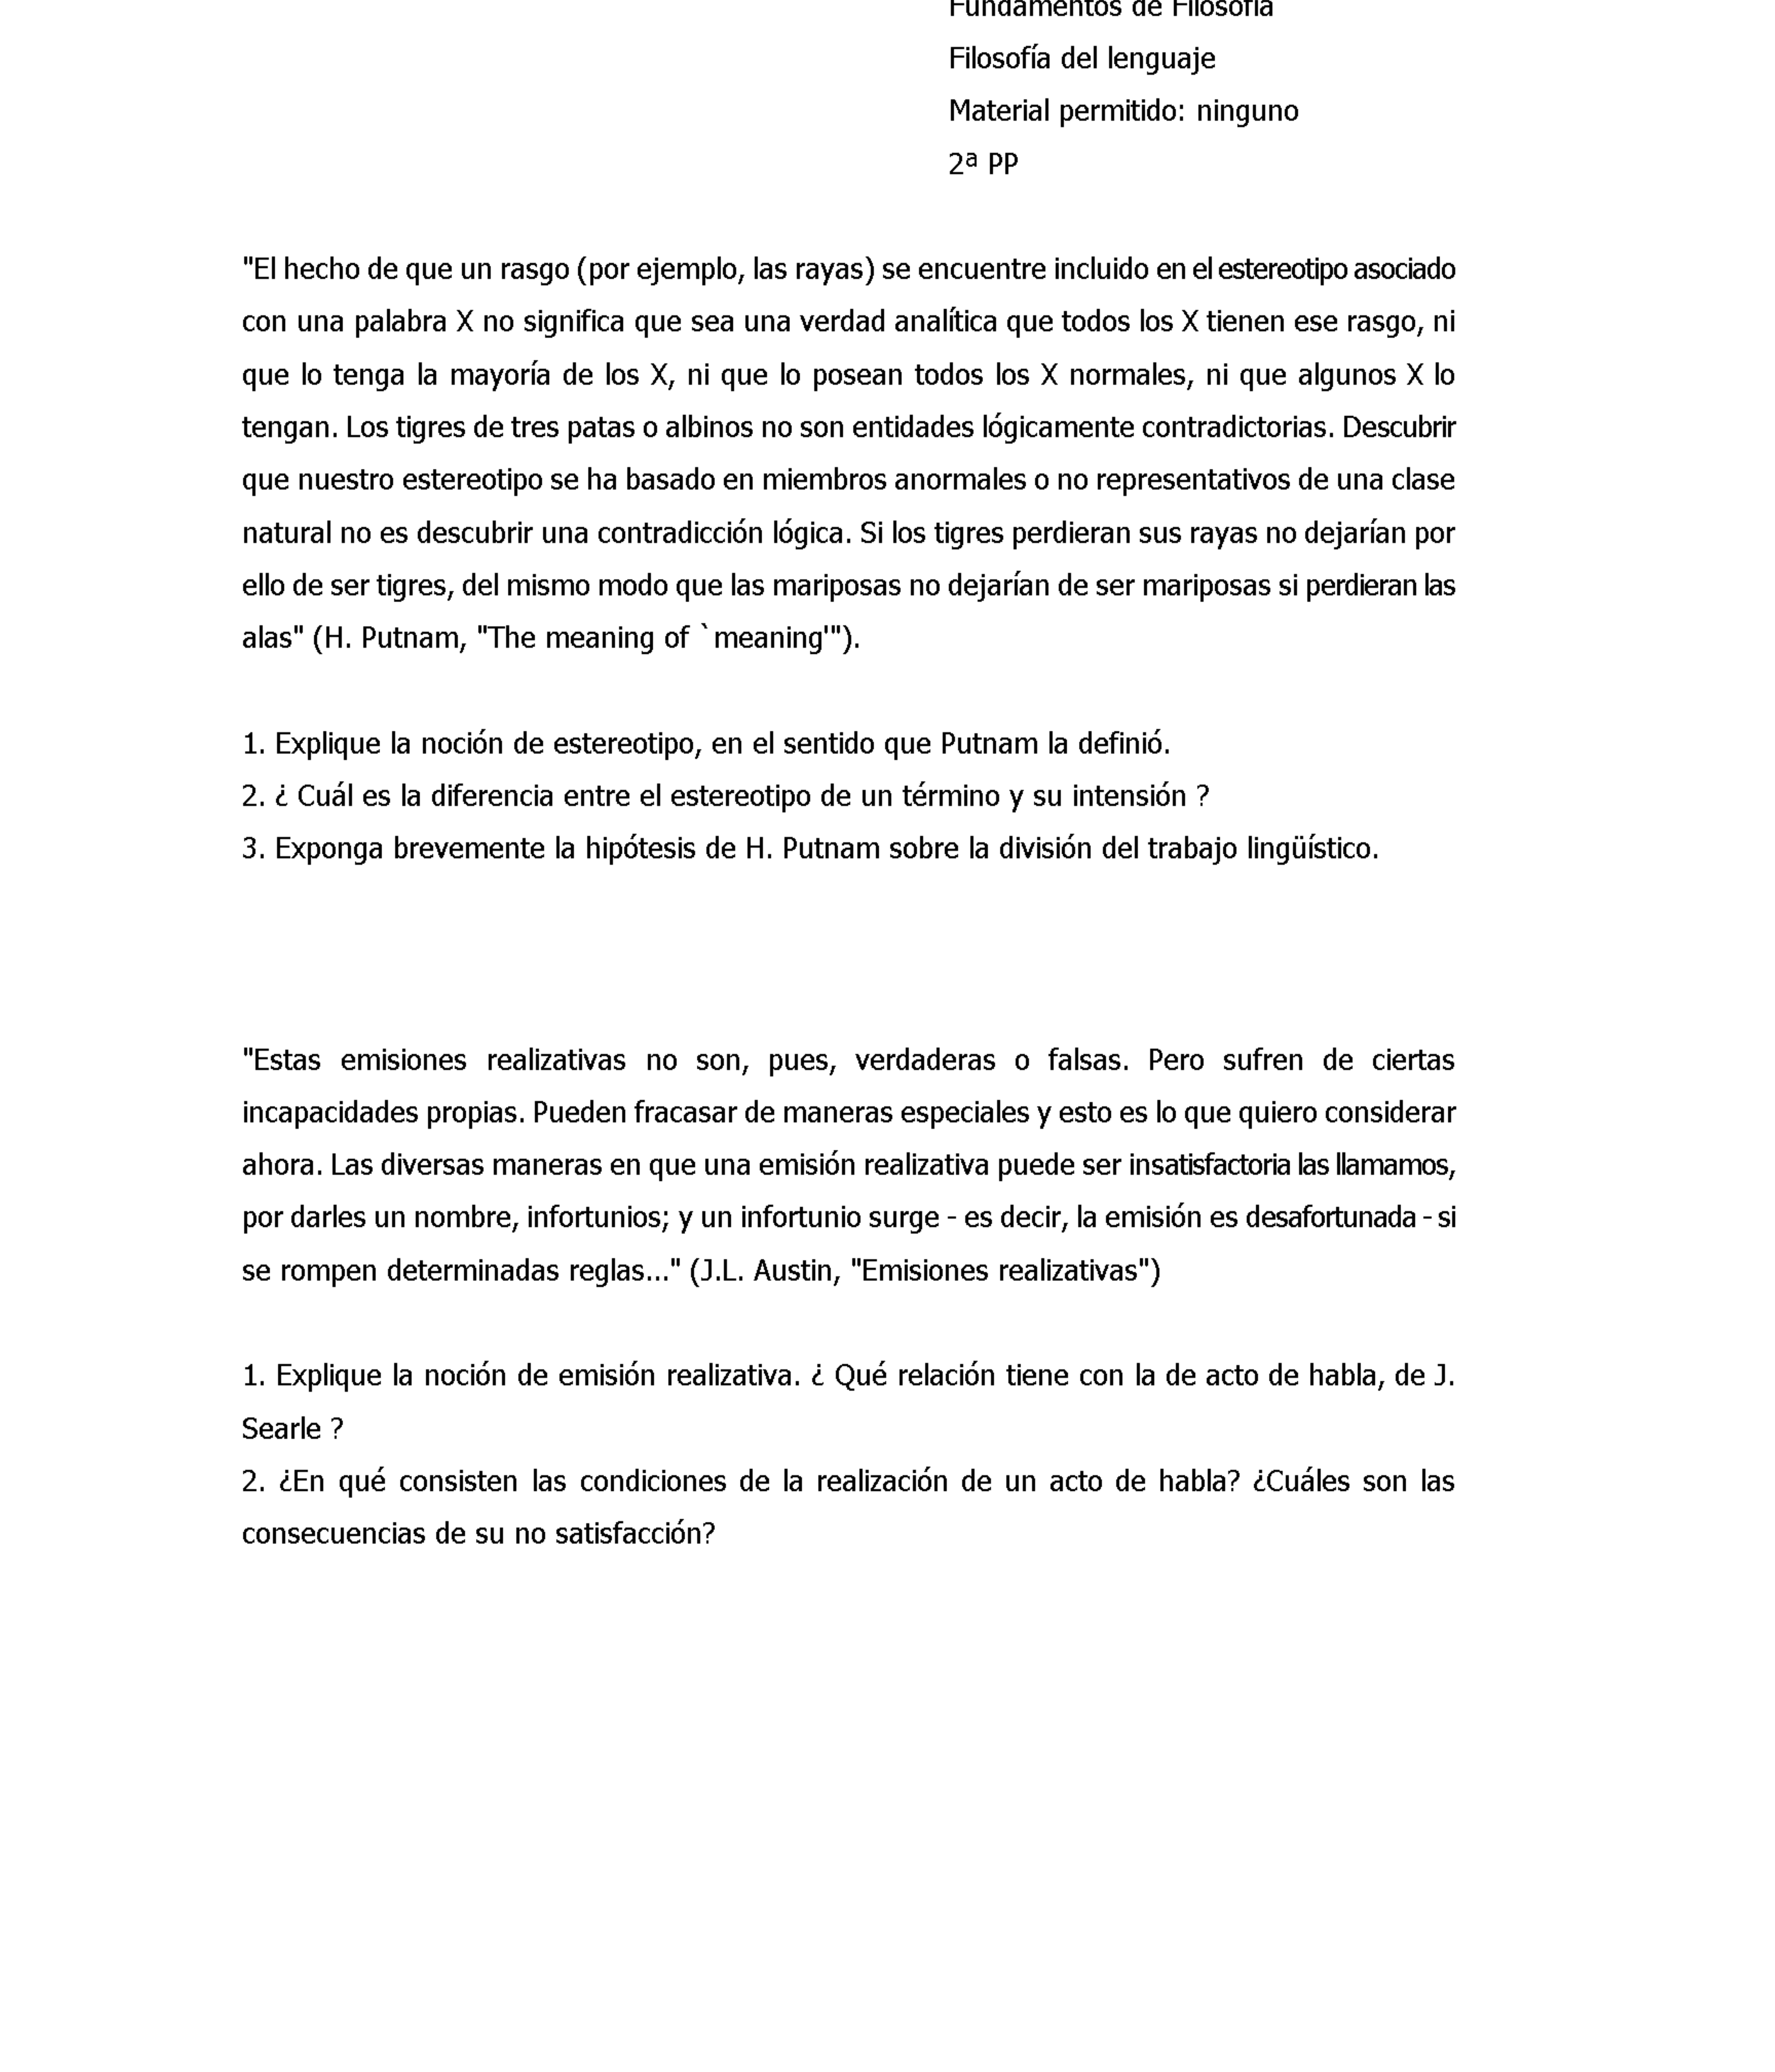 Fundamentos de Filosofía
Filosofía del lenguaje
Material permitido: ninguno
2ª PP
"El hecho de que un rasgo (por ejemplo, las rayas) se encuentre incluido en el estereotipo asociado
con una palabra X no significa que sea una verdad analítica que todos los X tienen ese rasgo, ni
que lo tenga la mayoría de los X, ni que lo posean todos los X normales, ni que algunos X lo
tengan. Los tigres de tres patas o albinos no son entidades lógicamente contradictorias. Descubrir
que nuestro estereotipo se ha basado en miembros anormales o no representativos de una clase
natural no es descubrir una contradicción lógica. Si los tigres perdieran sus rayas no dejarían por
ello de ser tigres, del mismo modo que las mariposas no dejarían de ser mariposas si perdieran las
alas" (H. Putnam, "The meaning of `meaning'").
1. Explique la noción de estereotipo, en el sentido que Putnam la definió.
2. ¿ Cuál es la diferencia entre el estereotipo de un término y su intensión ?
3. Exponga brevemente la hipótesis de H. Putnam sobre la división del trabajo lingüístico.
"Estas emisiones realizativas no son, pues, verdaderas o falsas. Pero sufren de ciertas
incapacidades propias. Pueden fracasar de maneras especiales y esto es lo que quiero considerar
ahora. Las diversas maneras en que una emisión realizativa puede ser insatisfactoria las llamamos,
por darles un nombre, infortunios; y un infortunio surge - es decir, la emisión es desafortunada - si
se rompen determinadas reglas..." (J.L. Austin, "Emisiones realizativas")
1. Explique la noción de emisión realizativa. ¿ Qué relación tiene con la de acto de habla, de J.
Searle ?
2. ¿En qué consisten las condiciones de la realización de un acto de habla? ¿Cuáles son las
consecuencias de su no satisfacción?